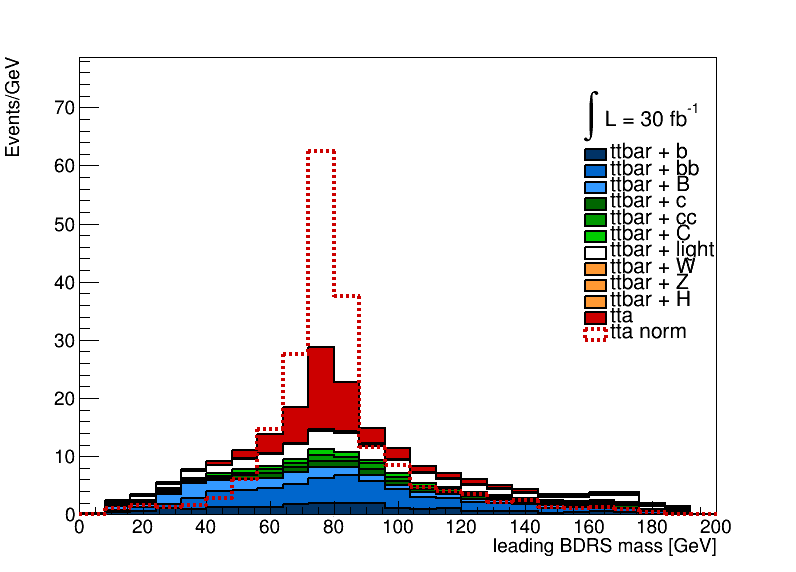 Events/GeV
70
60
50
40
30
20
10
0
0 20 40 60 80 100 120 140 160 180 200
leading BDRS mass [GeV]
∫ L = 30 fb-1
ttbar + b
ttbar + bb
ttbar + B
ttbar + c
ttbar + cc
ttbar + C
ttbar + light
ttbar + W
ttbar + Z
ttbar + H
tta
tta norm